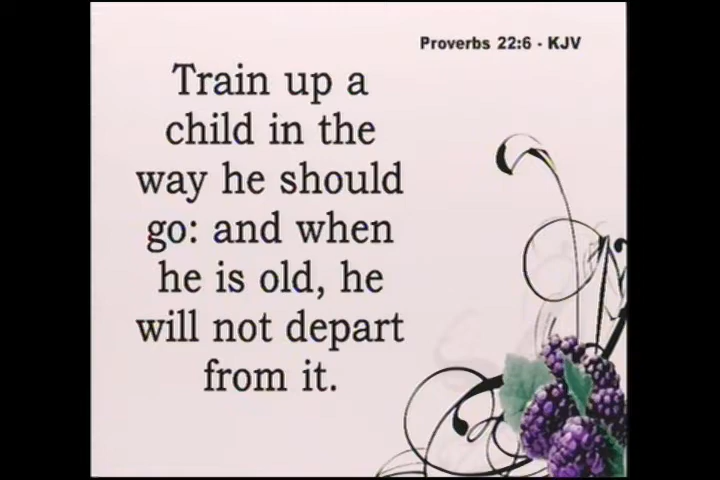 Proverbs 22:6 - KJV
Train up a
child in the
way he should
go: and when
he is old, he
will not depart
from it.